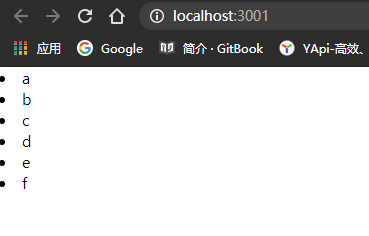 localhost:3001
应用 Google 简介 · GitBook YApi-高效、
a
b
c
d
e
f